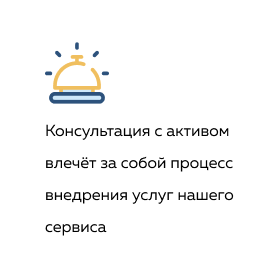 Консультация с активом
влечёт за собой процесс
внедрения услуг нашего
сервиса